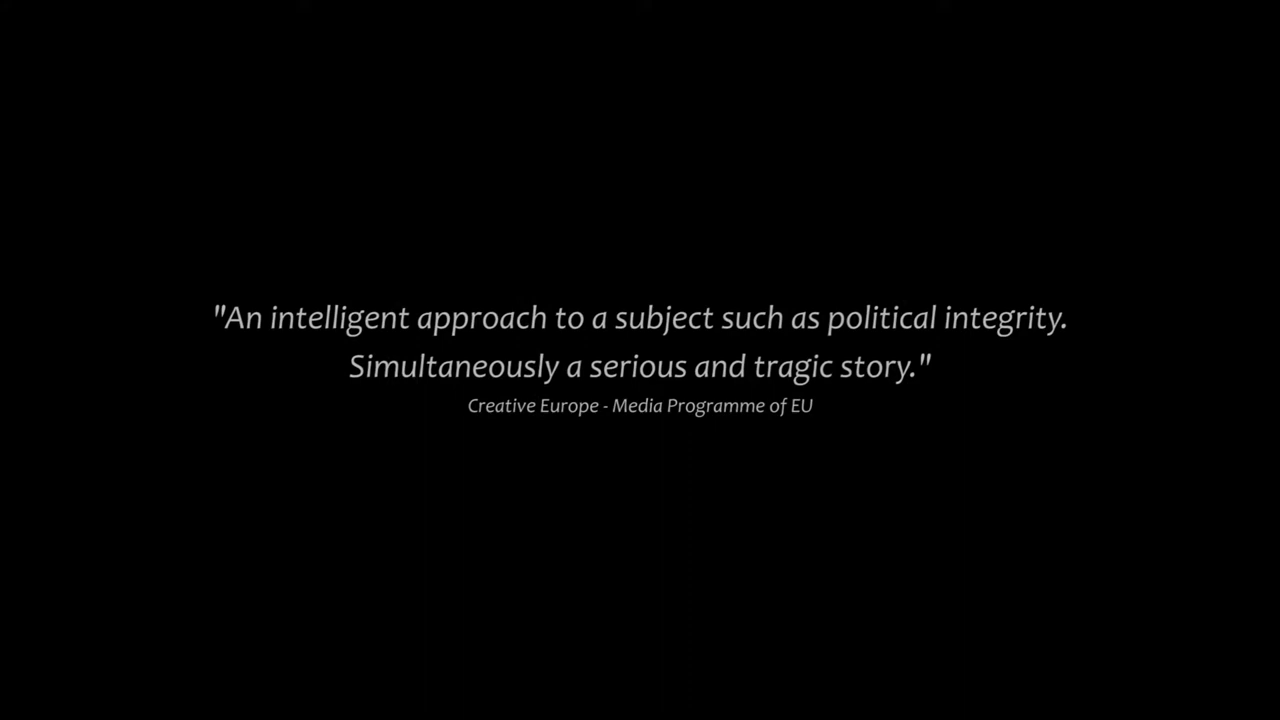 "An intelligent approach to a subject such as political integrity.
Simultaneously a serious and tragic story."
Creative Europe - Media Programme of EU